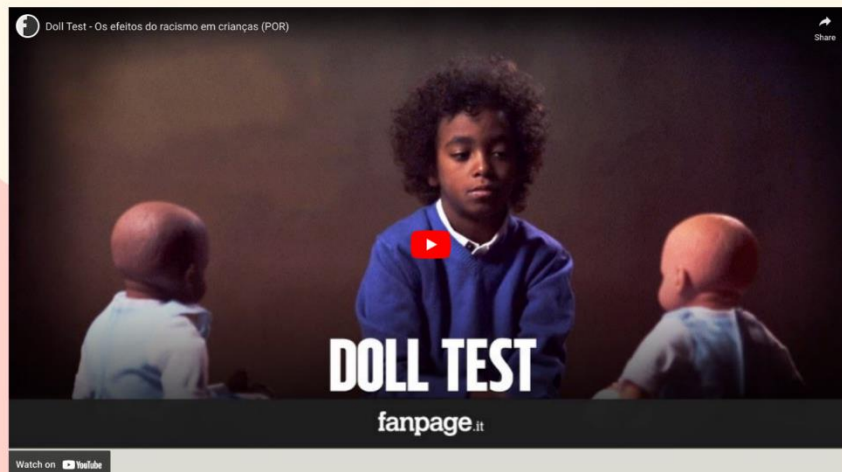 Doll Test - Os efeitos do racismo em crianças (POR)
Share
DOLL TEST
fanpage.it
Watch on YouTube